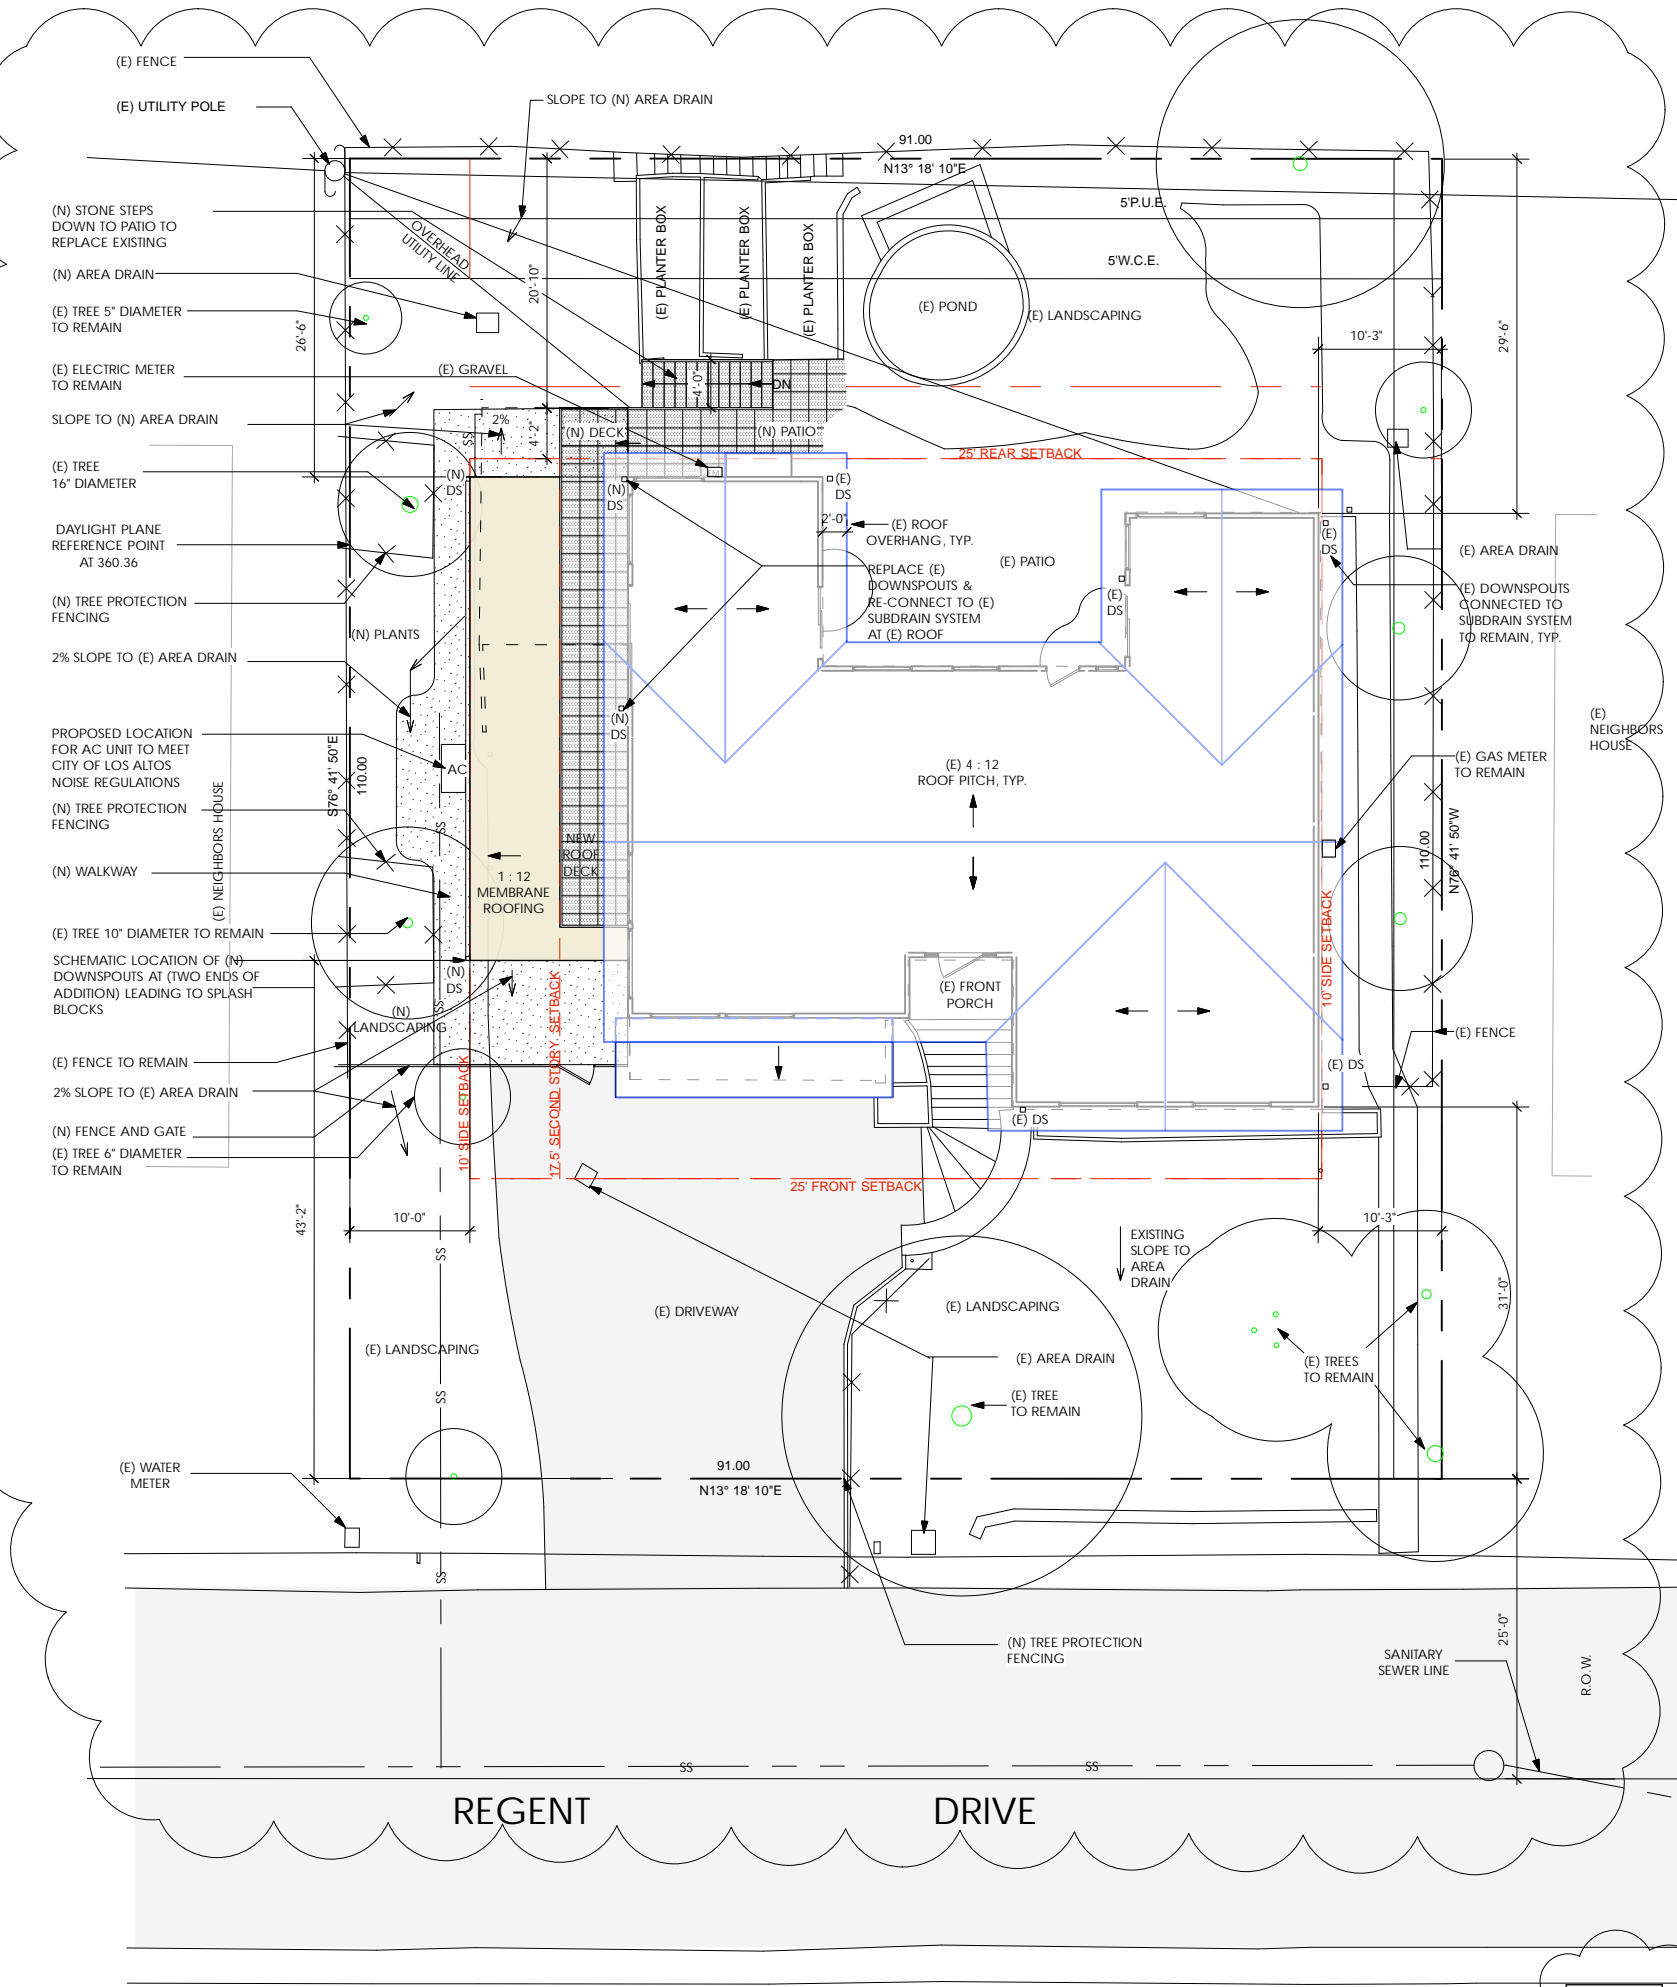 (E) FENCE
(E) UTILITY POLE
SLOPE TO (N) AREA DRAIN
91.00
N13° 18' 10"E
5'P.U.E.
5'W.C.E.
(N) STONE STEPS
DOWN TO PATIO TO
REPLACE EXISTING
(N) AREA DRAIN
(E) TREE 5" DIAMETER
TO REMAIN
(E) ELECTRIC METER
TO REMAIN
SLOPE TO (N) AREA DRAIN
(E) TREE
16" DIAMETER
DAYLIGHT PLANE
REFERENCE POINT
AT 360.36
(N) TREE PROTECTION
FENCING
2% SLOPE TO (E) AREA DRAIN
PROPOSED LOCATION
FOR AC UNIT TO MEET
CITY OF LOS ALTOS
NOISE REGULATIONS
(N) TREE PROTECTION
FENCING
(N) WALKWAY
(E) TREE 10" DIAMETER TO REMAIN
SCHEMATIC LOCATION OF (N)
DOWNSPOUTS AT (TWO ENDS OF
ADDITION) LEADING TO SPLASH
BLOCKS
(E) FENCE TO REMAIN
2% SLOPE TO (E) AREA DRAIN
(N) FENCE AND GATE
(E) TREE 6" DIAMETER
TO REMAIN
(E) WATER
METER
26'-6"
43'-2"
(E) NEIGHBORS HOUSE
S76° 41' 50"E
110.00
OVERHEAD
UTILITY LINE
20'-10"
(E) PLANTER BOX
(E) PLANTER BOX
(E) PLANTER BOX
(E) POND
(E) LANDSCAPING
10'-3"
29'-6"
(E) GRAVEL
4'-0"
DN
2%
SS
4'-2"
(N) DECK
(N) PATIO
25' REAR SETBACK
(N)
DS
(N)
DS
(E)
DS
2'-0"
(E) ROOF
OVERHANG, TYP.
(E) PATIO
REPLACE (E)
DOWNSPOUTS &
RE-CONNECT TO (E)
SUBDRAIN SYSTEM
AT (E) ROOF
(E)
DS
(E)
DS
(E) AREA DRAIN
(E) DOWNSPOUTS
CONNECTED TO
SUBDRAIN SYSTEM
TO REMAIN, TYP.
(E)
NEIGHBORS
HOUSE
(E) GAS METER
TO REMAIN
(N) PLANTS
(N)
DS
AC
SS
(E) 4 : 12
ROOF PITCH, TYP.
NEW
ROOF
DECK
1 : 12
MEMBRANE
ROOFING
110.00
N76° 41' 50"W
10' SIDE SETBACK
(N)
DS
SS
(N)
LANDSCAPING
(E) FRONT
PORCH
(E) FENCE
(E) DS
(E) DS
10' SIDE SETBACK
17.5' SECOND STORY SETBACK
25' FRONT SETBACK
10'-0"
SS
10'-3"
EXISTING
SLOPE TO
AREA
DRAIN
31'-0"
(E) DRIVEWAY
(E) LANDSCAPING
(E) LANDSCAPING
(E) AREA DRAIN
(E) TREES
TO REMAIN
(E) TREE
TO REMAIN
SS
91.00
N13° 18' 10"E
SS
(N) TREE PROTECTION
FENCING
25'-0"
SANITARY
SEWER LINE
R.O.W.
SS
SS
REGENT DRIVE